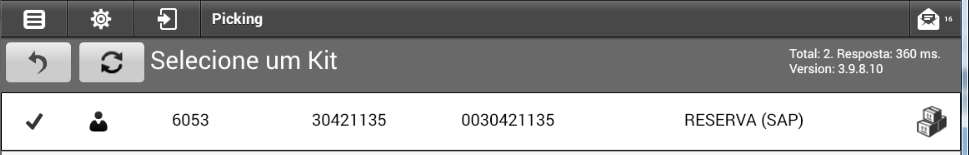 Picking
16
Selecione um Kit
Total: 2. Resposta: 360 ms.
Version: 3.9.8.10
6053 30421135 0030421135 RESERVA (SAP)